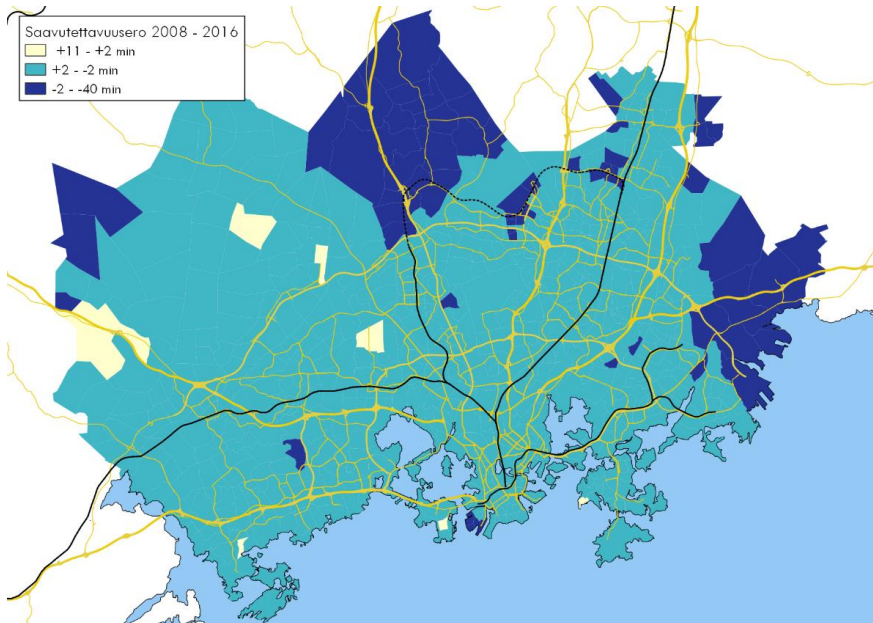 Saavutettavuusero 2008 - 2016
+11 - +2 min
+2 - -2 min
-2 - -40 min